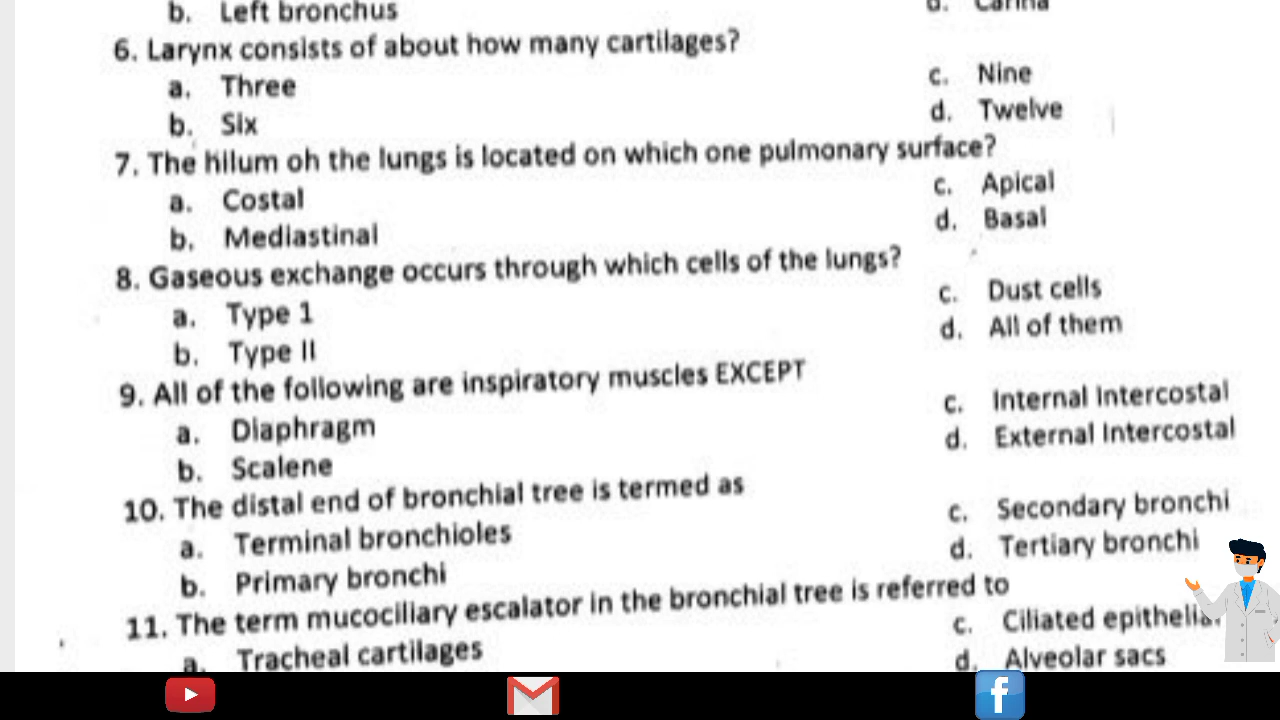 b. Left bronchus
d. Carina
6. Larynx consists of about how many cartilages?
a. Three
c. Nine
b. Six
d. Twelve
7. The hilum oh the lungs is located on which one pulmonary surface?
a. Costal
c. Apical
b. Mediastinal
d. Basal
8. Gaseous exchange occurs through which cells of the lungs?
a. Type 1
c. Dust cells
b. Type II
d. All of them
9. All of the following are inspiratory muscles EXCEPT
a. Diaphragm
c. Internal Intercostal
b. Scalene
d. External Intercostal
10. The distal end of bronchial tree is termed as
a. Terminal bronchioles
c. Secondary bronchi
b. Primary bronchi
d. Tertiary bronchi
11. The term mucociliary escalator in the bronchial tree is referred to
a. Tracheal cartilages
c. Ciliated
d. Alveolar sacs